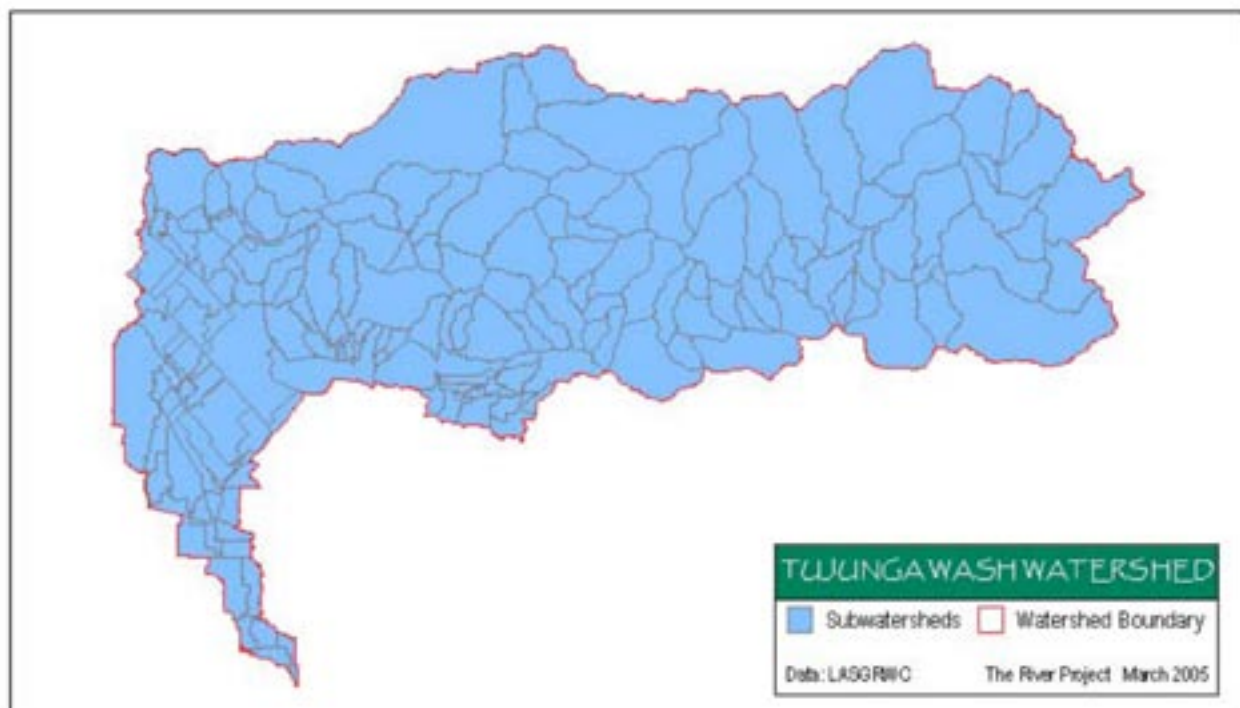 TUJUNGA WASH WATERSHED
Subwatersheds Watershed Boundary
Data: LASGRWC The River Project March 2005